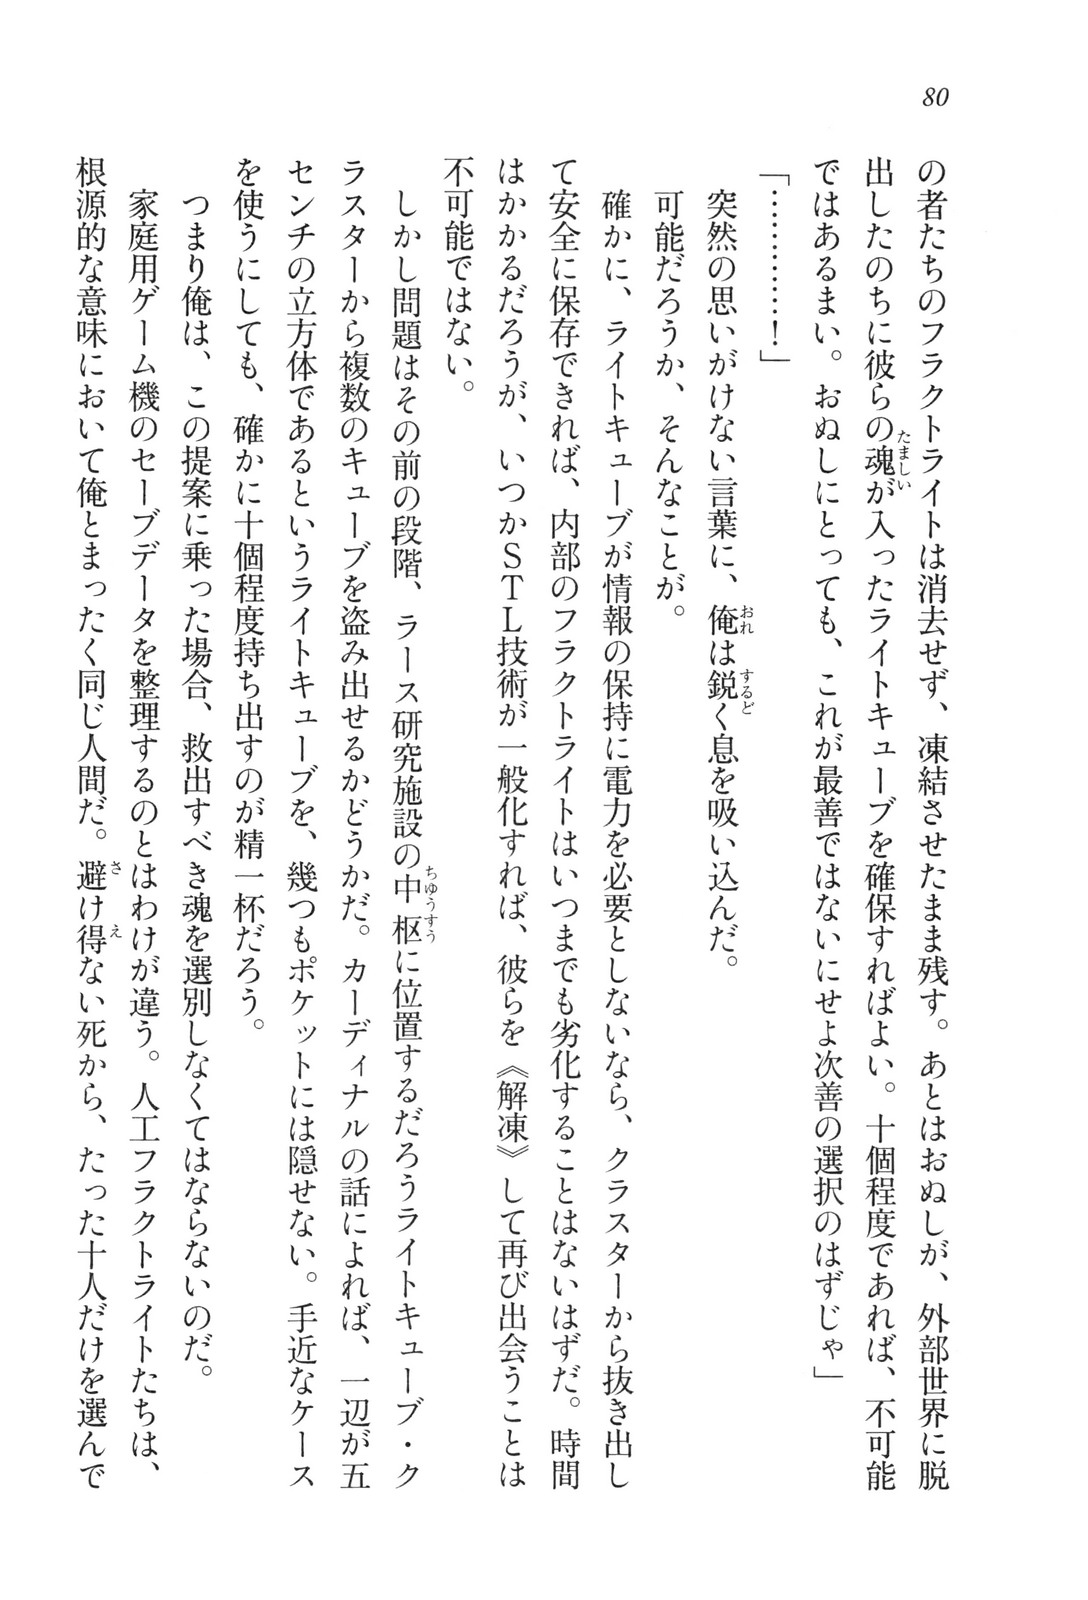 80
の者たちのフラクトライトは消去せず、凍結させたまま残す。あとはおぬしが、外部世界に脱
出したのちに彼らの魂が入ったライトキューブを確保すればよい。十個程度であれば、不可能
ではあるまい。おぬしにとっても、これが最善ではないにせよ次善の選択のはずじゃ」
「…………！」
突然の思いがけない言葉に、俺は鋭く息を吸い込んだ。
可能だろうか、そんなことが。
確かに、ライトキューブが情報の保持に電力を必要としないなら、クラスターから抜き出し
て安全に保存できれば、内部のフラクトライトはいつまでも劣化することはないはずだ。時間
はかかるだろうが、いつかＳＴＬ技術が一般化すれば、彼らを《解凍》して再び出会うことは
不可能ではない。
しかし問題はその前の段階、ラース研究施設の中枢に位置するだろうライトキューブ・ク
ラスターから複数のキューブを盗み出せるかどうかだ。カーディナルの話によれば、一辺が五
センチの立方体であるというライトキューブを、幾つもポケットには隠せない。手近なケース
を使うにしても、確かに十個程度持ち出すのが精一杯だろう。
つまり俺は、この提案に乗った場合、救出すべき魂を選別しなくてはならないのだ。
家庭用ゲーム機のセーブデータを整理するのとはわけが違う。人工フラクトライトたちは、
根源的な意味において俺とまったく同じ人間だ。避け得ない死から、たった十人だけを選んで
たましい
おれ
するど
ちゅうすう
さ
え